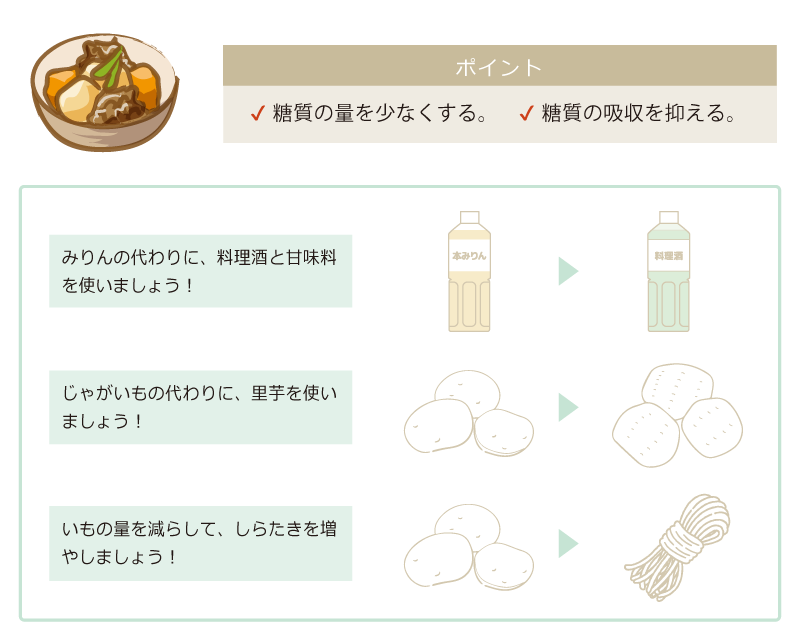 ポイント
✓ 糖質の量を少なくする。 ✓ 糖質の吸収を抑える。
みりんの代わりに、料理酒と甘味料
を使いましょう！
本みりん
料理酒
じゃがいもの代わりに、里芋を使い
ましょう！
いもの量を減らして、しらたきを増
やしましょう！